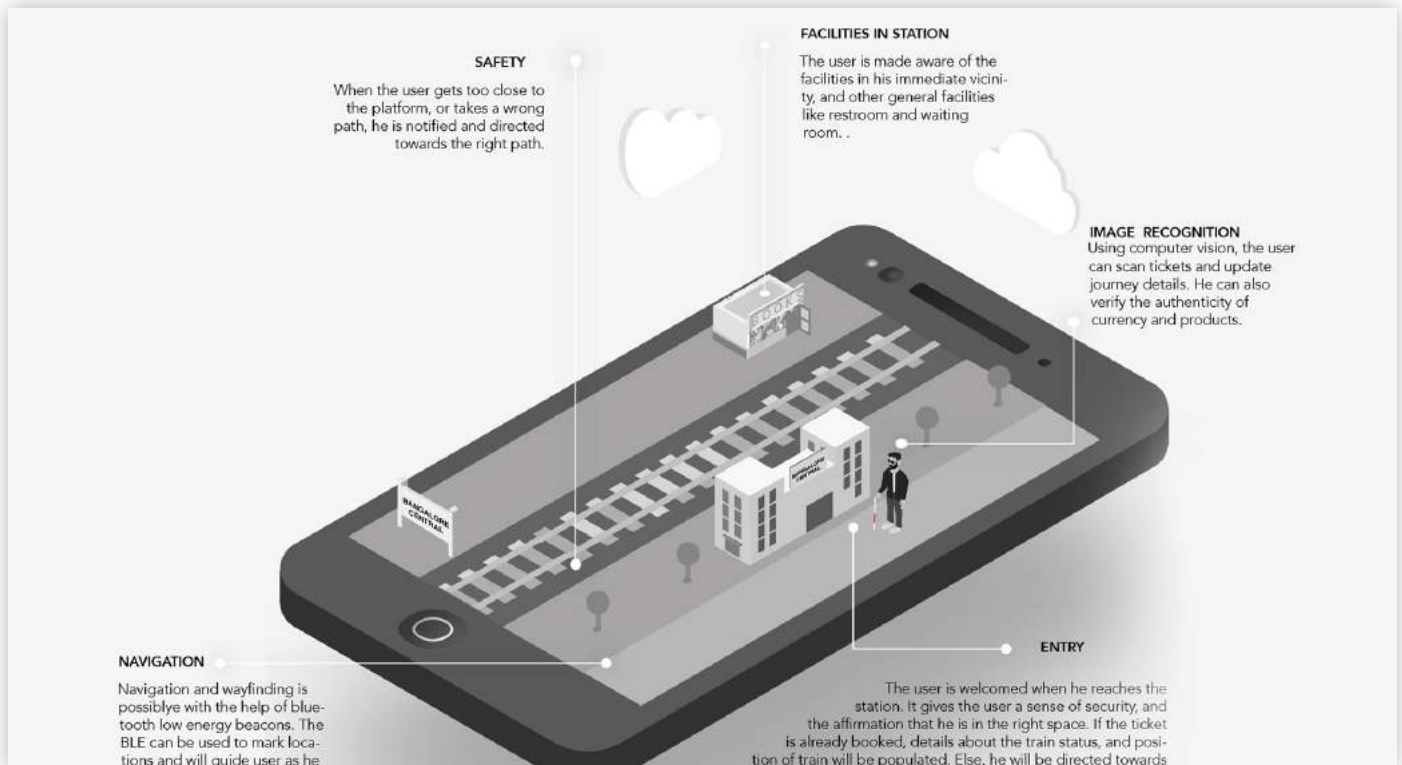 SAFETY
When the user gets too close to
the platform, or takes a wrong
path, he is notified and directed
towards the right path.
FACILITIES IN STATION
The user is made aware of the
facilities in his immediate vicini-
ty, and other general facilities
like restroom and waiting
room. .
IMAGE RECOGNITION
Using computer vision, the user
can scan tickets and update
journey details. He can also
verify the authenticity of
currency and products.
BOOKS
BANGALORE
CENTRAL
BANGALORE
CENTRAL
NAVIGATION
Navigation and wayfinding is
possiblye with the help of blue-
tooth low energy beacons. The
BLE can be used to mark loca-
tions and will guide user as he
ENTRY
The user is welcomed when he reaches the
station. It gives the user a sense of security, and
the affirmation that he is in the right space. If the ticket
is already booked, details about the train status, and posi-
tion of train will be populated. Else, he will be directed towards